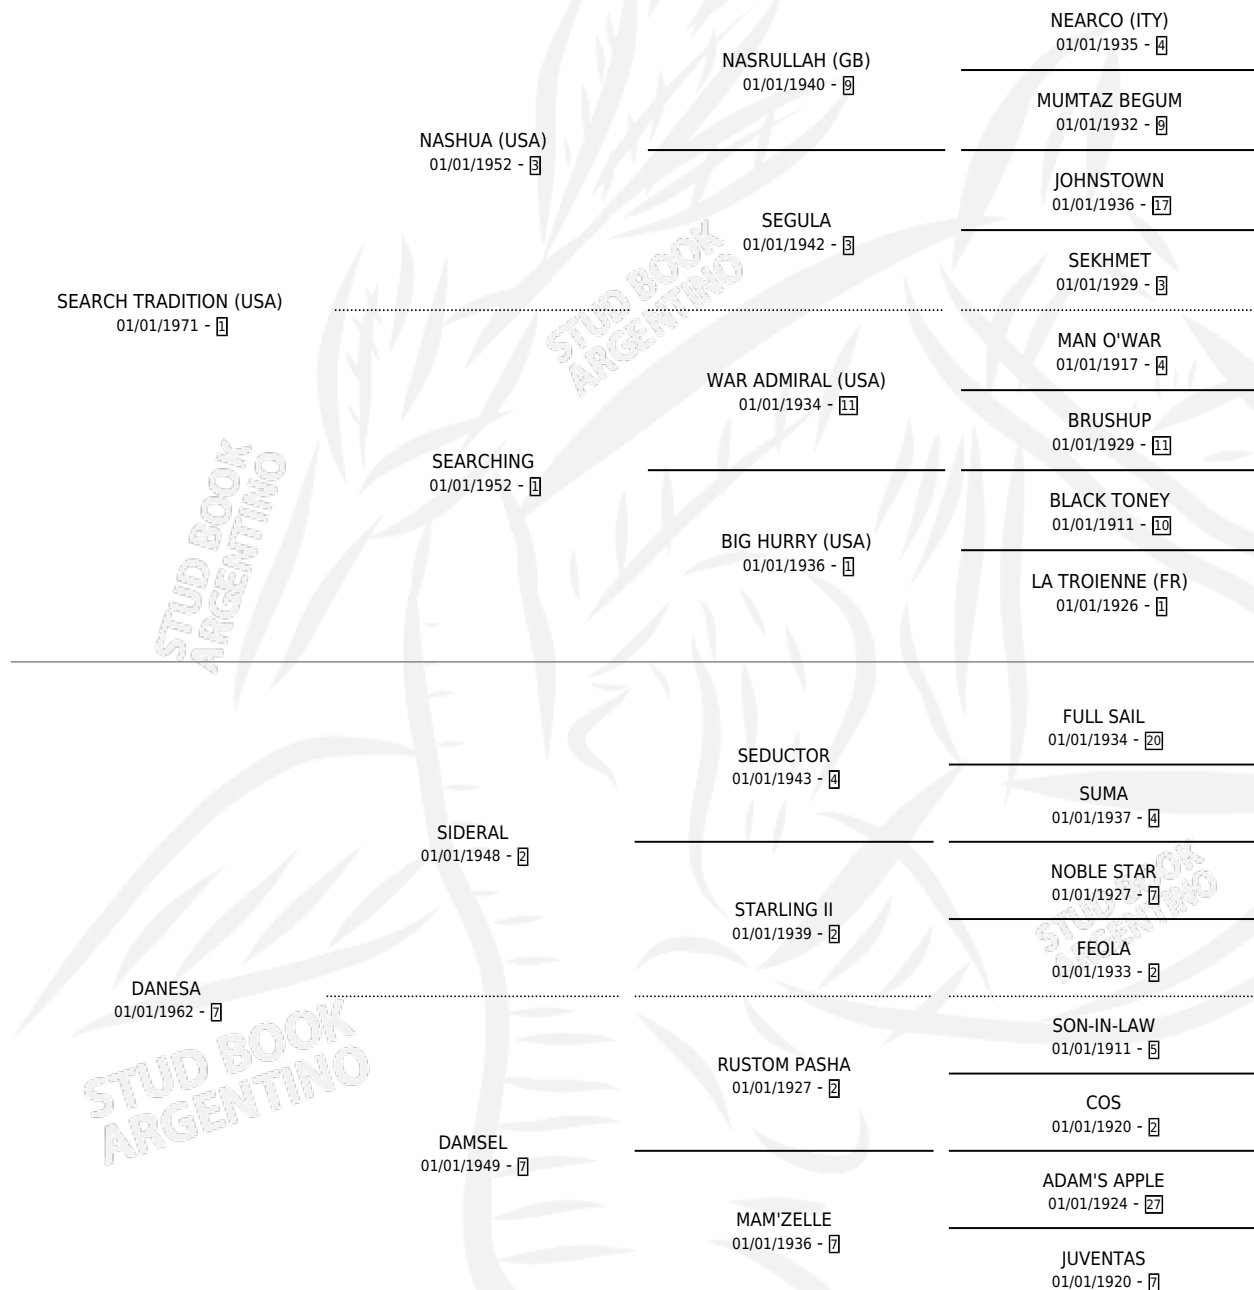 NEARCO (ITY)
01/01/1935 - 4
NASRULLAH (GB)
01/01/1940 - 9
MUMTAZ BEGUM
01/01/1932 - 9
NASHUA (USA)
01/01/1952 - 3
JOHNSTOWN
01/01/1936 - 17
SEGULA
01/01/1942 - 3
SEKHMET
01/01/1929 - 3
SEARCH TRADITION (USA)
01/01/1971 - 1
MAN O'WAR
01/01/1917 - 4
WAR ADMIRAL (USA)
01/01/1934 - 11
BRUSHUP
01/01/1929 - 11
SEARCHING
01/01/1952 - 1
BLACK TONEY
01/01/1911 - 10
BIG HURRY (USA)
01/01/1936 - 1
LA TROIENNE (FR)
01/01/1926 - 1
FULL SAIL
01/01/1934 - 20
SEDUCTOR
01/01/1943 - 4
SUMA
01/01/1937 - 4
SIDERAL
01/01/1948 - 2
NOBLE STAR
01/01/1927 - 7
STARLING II
01/01/1939 - 2
FEOLA
01/01/1933 - 2
DANESA
01/01/1962 - 7
SON-IN-LAW
01/01/1911 - 5
RUSTOM PASHA
01/01/1927 - 2
COS
01/01/1920 - 2
DAMSEL
01/01/1949 - 7
ADAM'S APPLE
01/01/1924 - 27
MAM'ZELLE
01/01/1936 - 7
JUVENTAS
01/01/1920 - 7
STUD BOOK
ARGENTINO
STUD BOOK
ARGENTINO
STUD BOOK
ARGENTINO
STUD BOOK
ARGENTINO